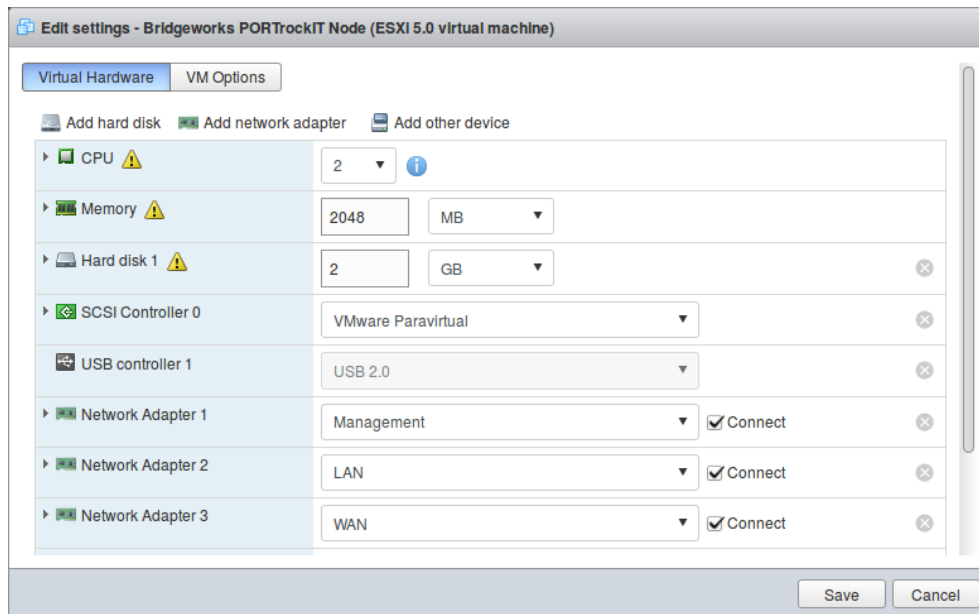 Edit settings - Bridgeworks PORTrockIT Node (ESXi 5.0 virtual machine)
Virtual Hardware VM Options
Add hard disk Add network adapter Add other device
CPU 2
Memory 2048 MB
Hard disk 1 2 GB
SCSI Controller 0 VMware Paravirtual
USB controller 1 USB 2.0
Network Adapter 1 Management Connect
Network Adapter 2 LAN Connect
Network Adapter 3 WAN Connect
Save Cancel